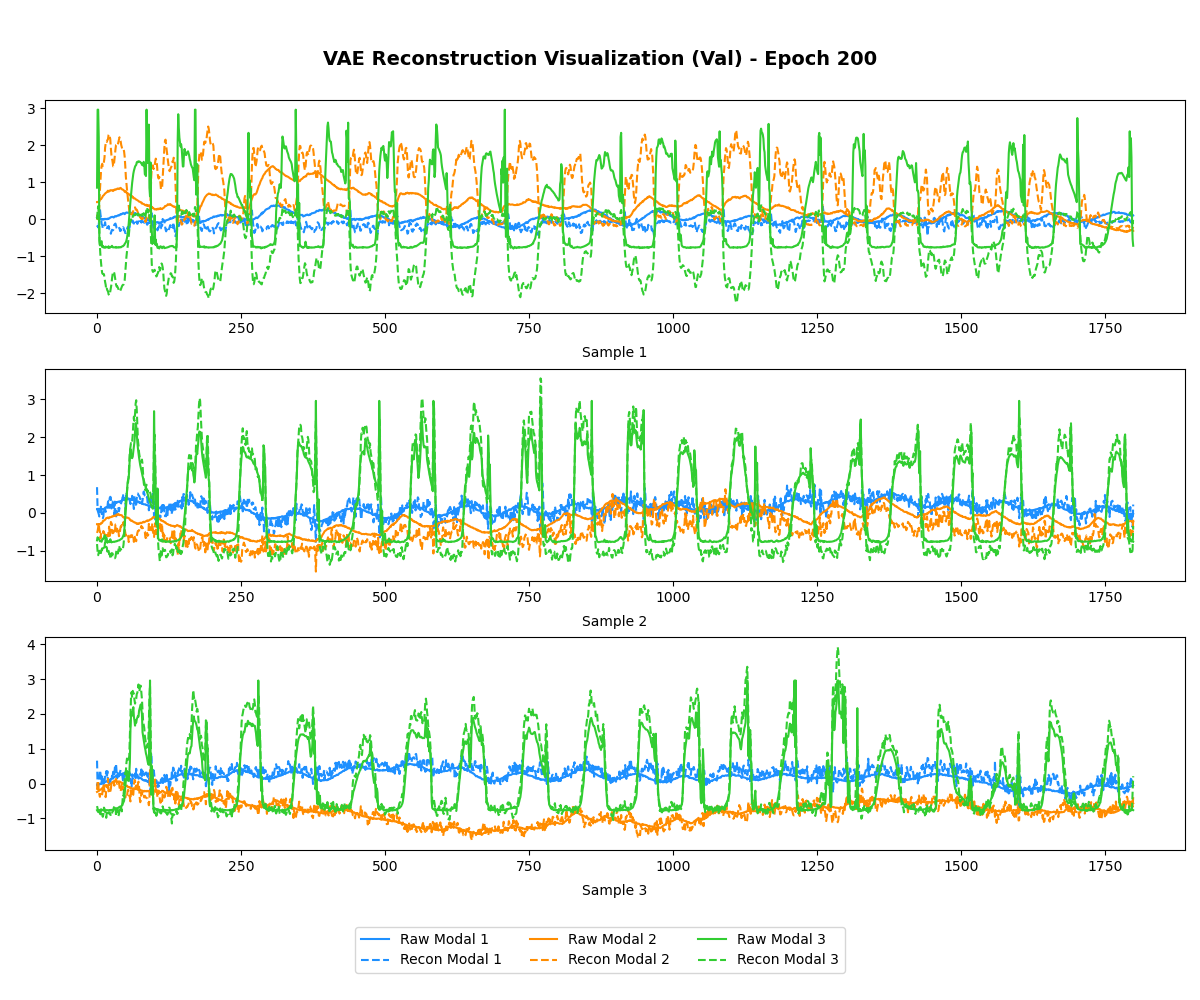 VAE Reconstruction Visualization (Val) - Epoch 200
3
2
1
0
−1
−2
0 250 500 750 1000 1250 1500 1750
Sample 1
3
2
1
0
−1
0 250 500 750 1000 1250 1500 1750
Sample 2
4
3
2
1
0
−1
0 250 500 750 1000 1250 1500 1750
Sample 3
Raw Modal 1 Raw Modal 2 Raw Modal 3
Recon Modal 1 Recon Modal 2 Recon Modal 3